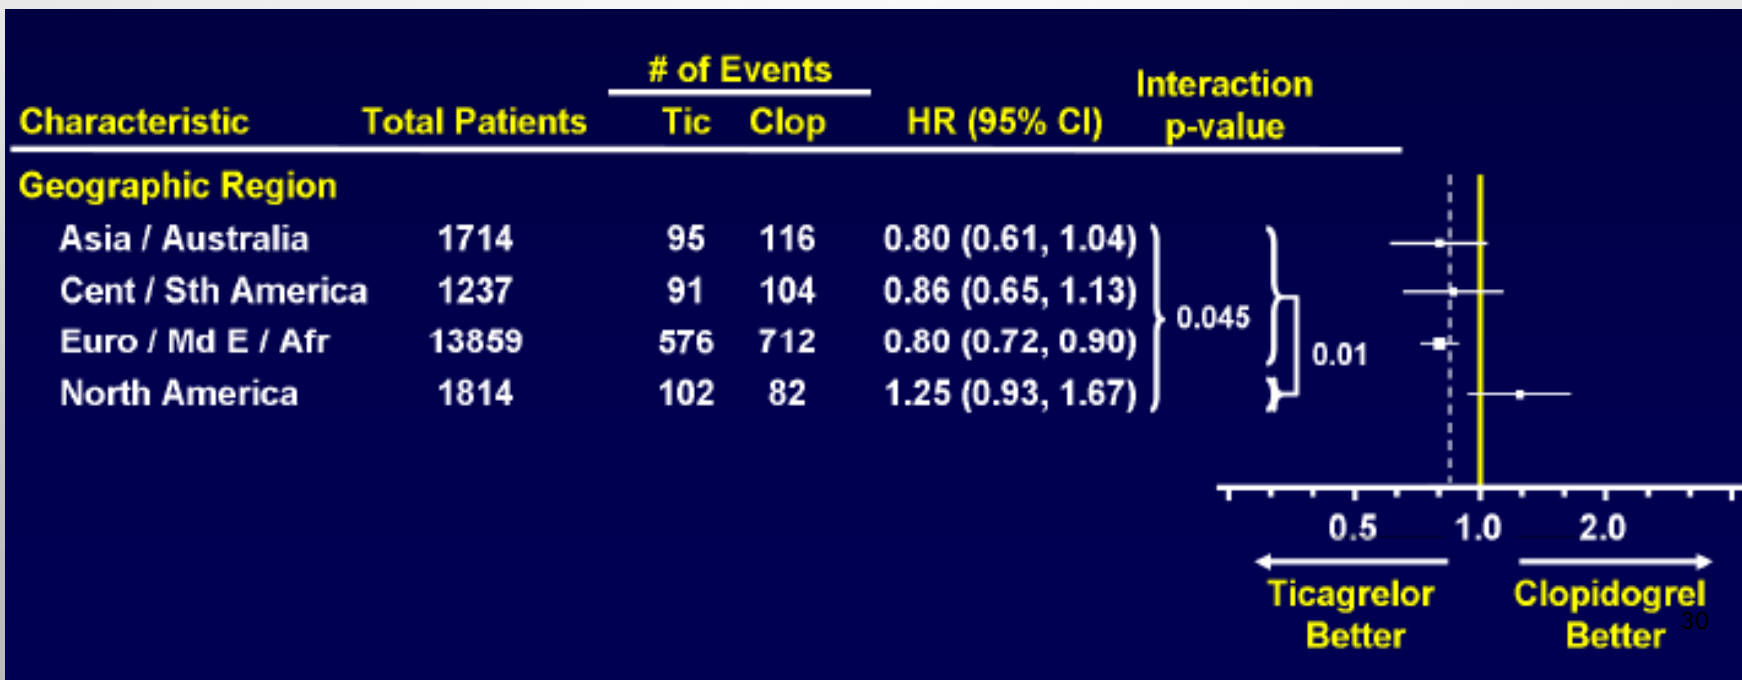 # of Events
Interaction
Characteristic Total Patients Tic Clop HR (95% CI) p-value
Geographic Region
Asia / Australia 1714 95 116 0.80 (0.61, 1.04)
Cent / Sth America 1237 91 104 0.86 (0.65, 1.13)
0.045
Euro / Md E / Afr 13859 576 712 0.80 (0.72, 0.90)
0.01
North America 1814 102 82 1.25 (0.93, 1.67)
0.5 1.0 2.0
Ticagrelor Clopidogrel
Better Better
30